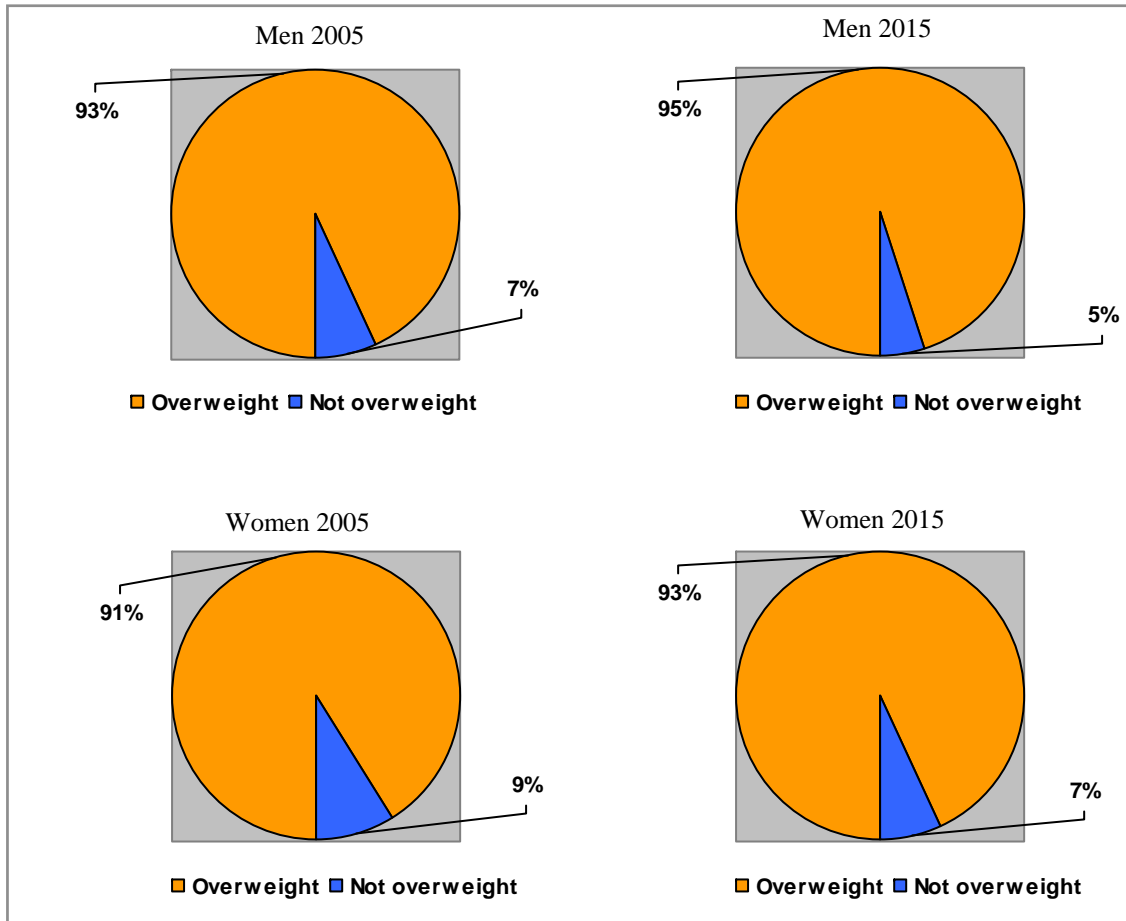 Men 2005
93%
7%
Overweight Not overweight
Men 2015
95%
5%
Overweight Not overweight
Women 2005
91%
9%
Overweight Not overweight
Women 2015
93%
7%
Overweight Not overweight